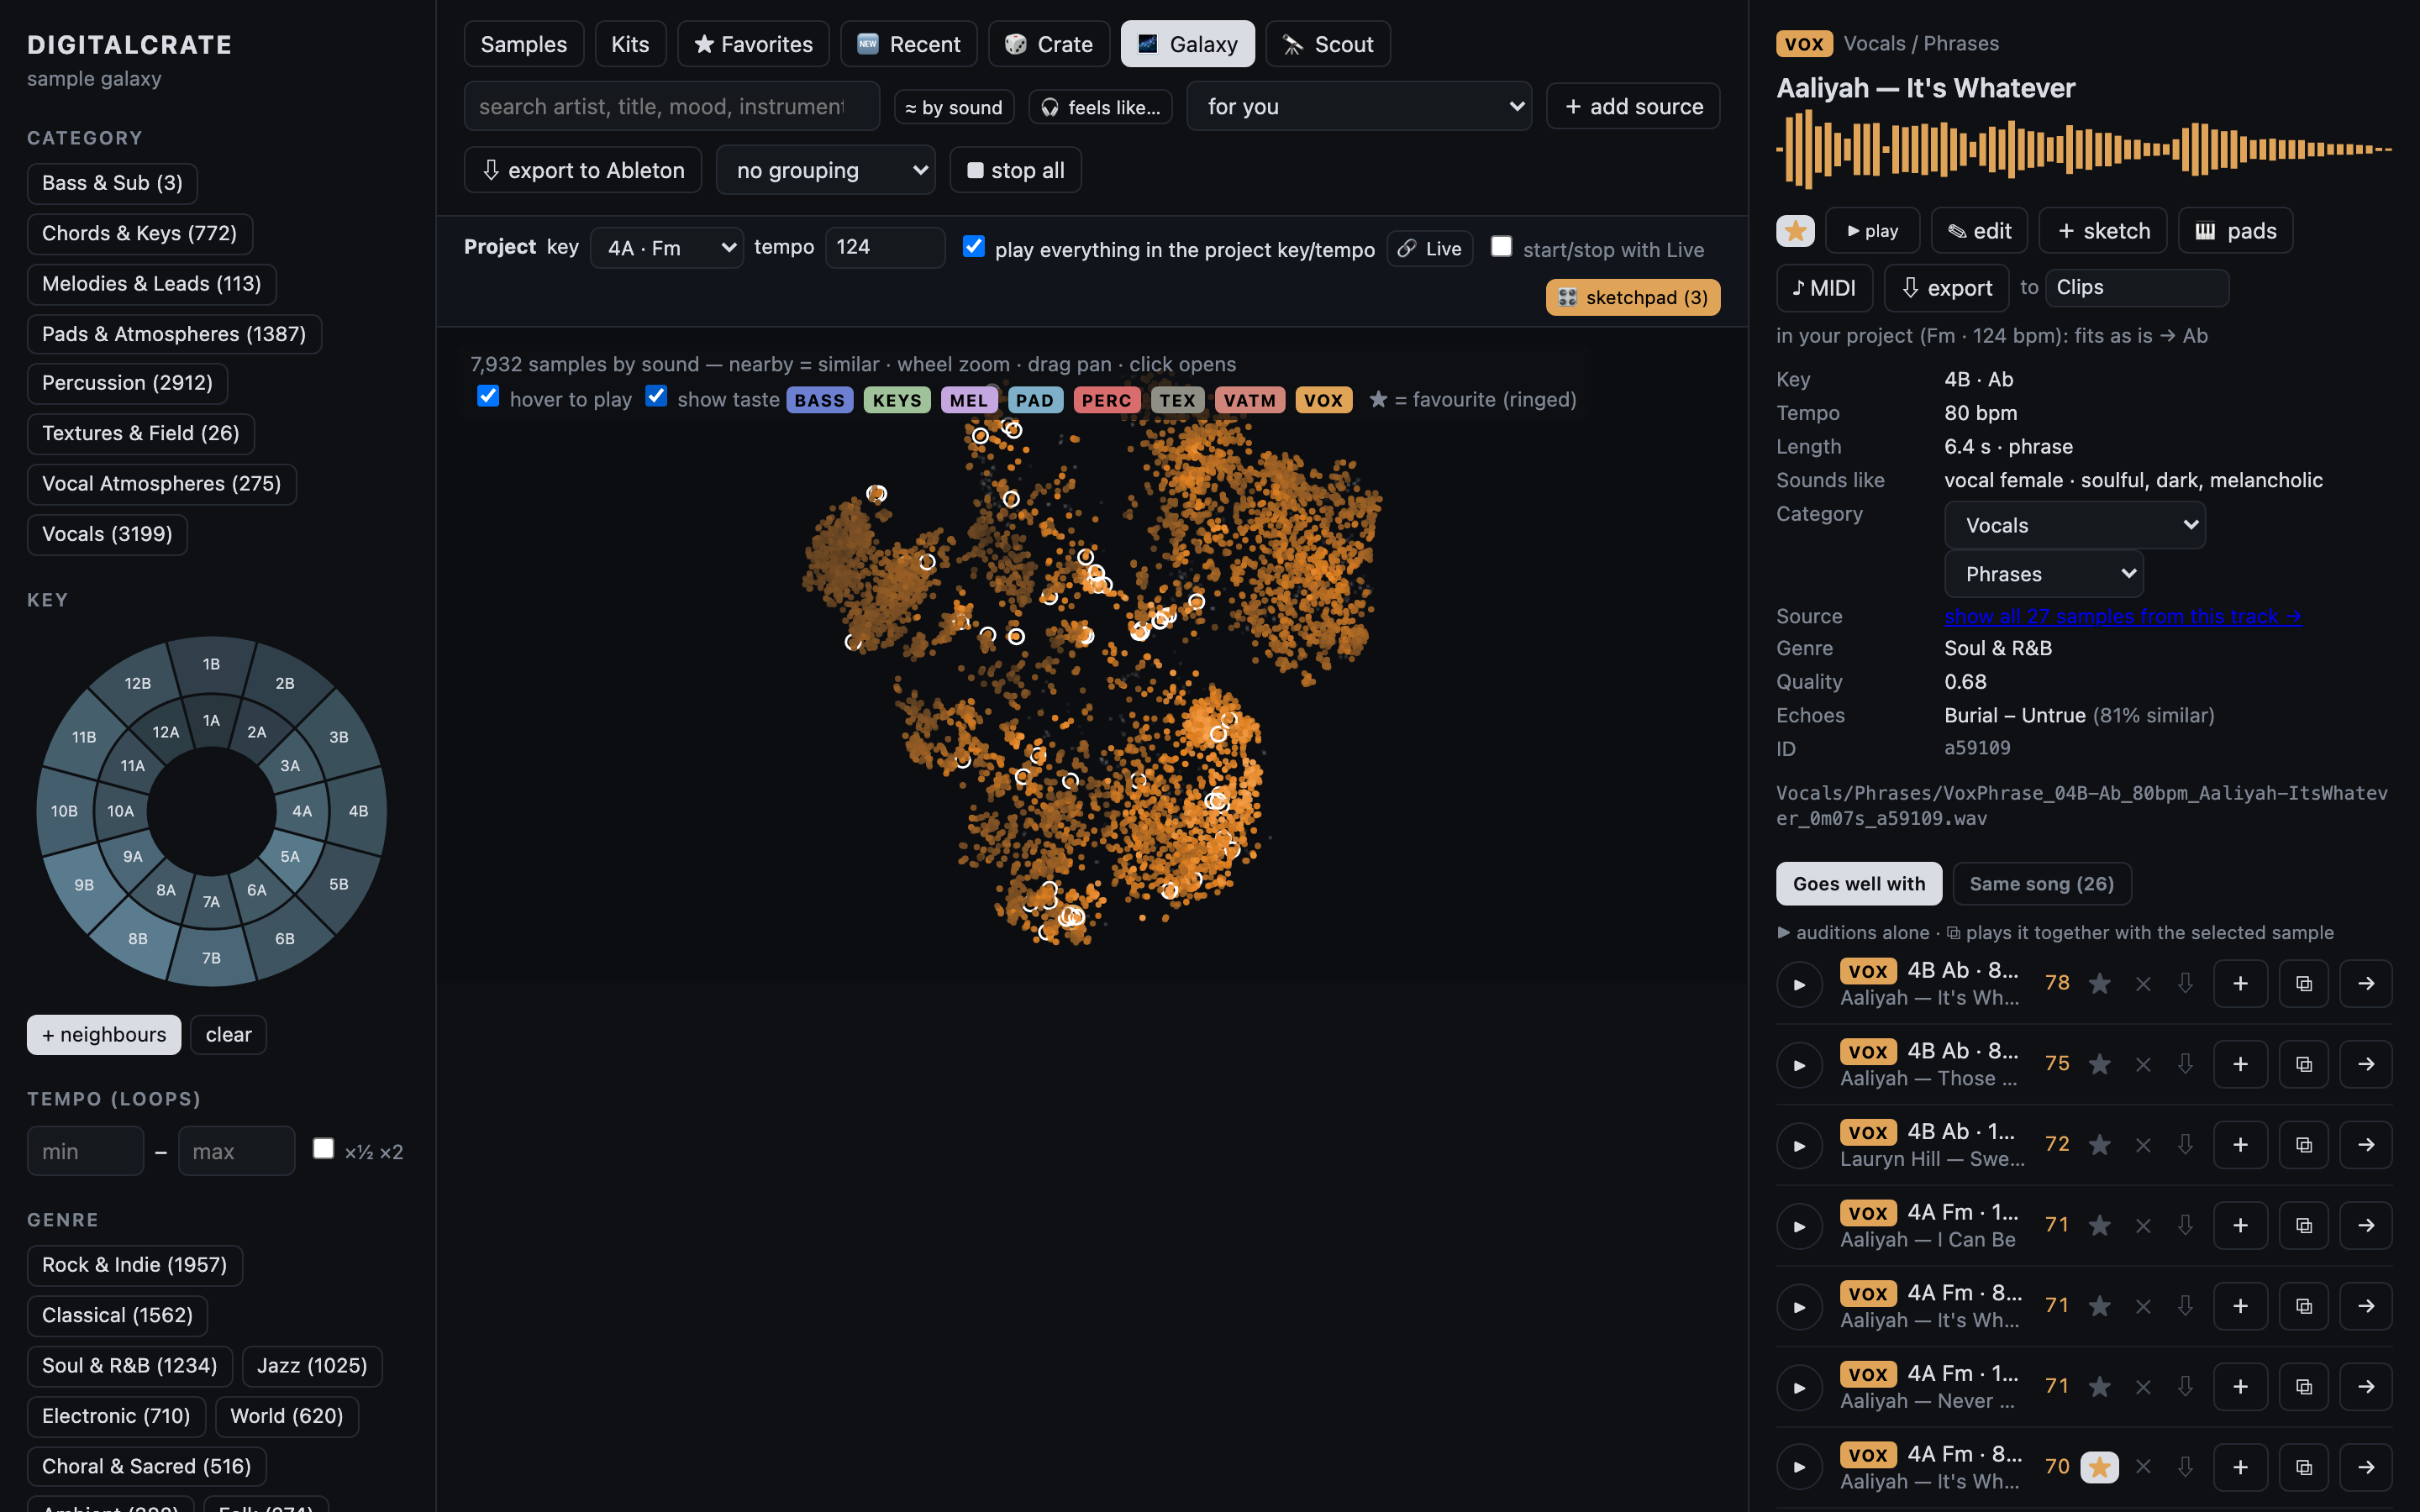 DIGITALCRATE
sample galaxy
CATEGORY
Bass & Sub (3)
Chords & Keys (772)
Melodies & Leads (113)
Pads & Atmospheres (1387)
Percussion (2912)
Textures & Field (26)
Vocal Atmospheres (275)
Vocals (3199)
KEY
1B
12B 2B
1A
12A 2A
11B 3B
11A 3A
10B 10A 4A 4B
9A 5A
9B 5B
8A 6A
7A
8B 6B
7B
+ neighbours clear
TEMPO (LOOPS)
min – max ×½ ×2
GENRE
Rock & Indie (1957)
Classical (1562)
Soul & R&B (1234) Jazz (1025)
Electronic (710) World (620)
Choral & Sacred (516)
Samples Kits ★ Favorites NEW Recent Crate Galaxy Scout
search artist, title, mood, instrument ≈ by sound feels like... for you + add source
⇩ export to Ableton no grouping stop all
Project key 4A · Fm tempo 124 play everything in the project key/tempo Live start/stop with Live
sketchpad (3)
7,932 samples by sound — nearby = similar · wheel zoom · drag pan · click opens
hover to play show taste BASS KEYS MEL PAD PERC TEX VATM VOX ★ = favourite (ringed)
VOX Vocals / Phrases
Aaliyah — It's Whatever
★ ▶ play ✎ edit + sketch pads
♪ MIDI ⇩ export to Clips
in your project (Fm · 124 bpm): fits as is → Ab
Key 4B · Ab
Tempo 80 bpm
Length 6.4 s · phrase
Sounds like vocal female · soulful, dark, melancholic
Category Vocals
Phrases
Source show all 27 samples from this track →
Genre Soul & R&B
Quality 0.68
Echoes Burial – Untrue (81% similar)
ID a59109
Vocals/Phrases/VoxPhrase_04B-Ab_80bpm_Aaliyah-ItsWhatev
er_0m07s_a59109.wav
Goes well with Same song (26)
▶ auditions alone · ⧉ plays it together with the selected sample
VOX 4B Ab · 8... 78
Aaliyah — It's Wh...
VOX 4B Ab · 8... 75
Aaliyah — Those ...
VOX 4B Ab · 1... 72
Lauryn Hill — Swe...
VOX 4A Fm · 1... 71
Aaliyah — I Can Be
VOX 4A Fm · 8... 71
Aaliyah — It's Wh...
VOX 4A Fm · 1... 71
Aaliyah — Never ...
VOX 4A Fm · 8... 70
Aaliyah — It's Wh...